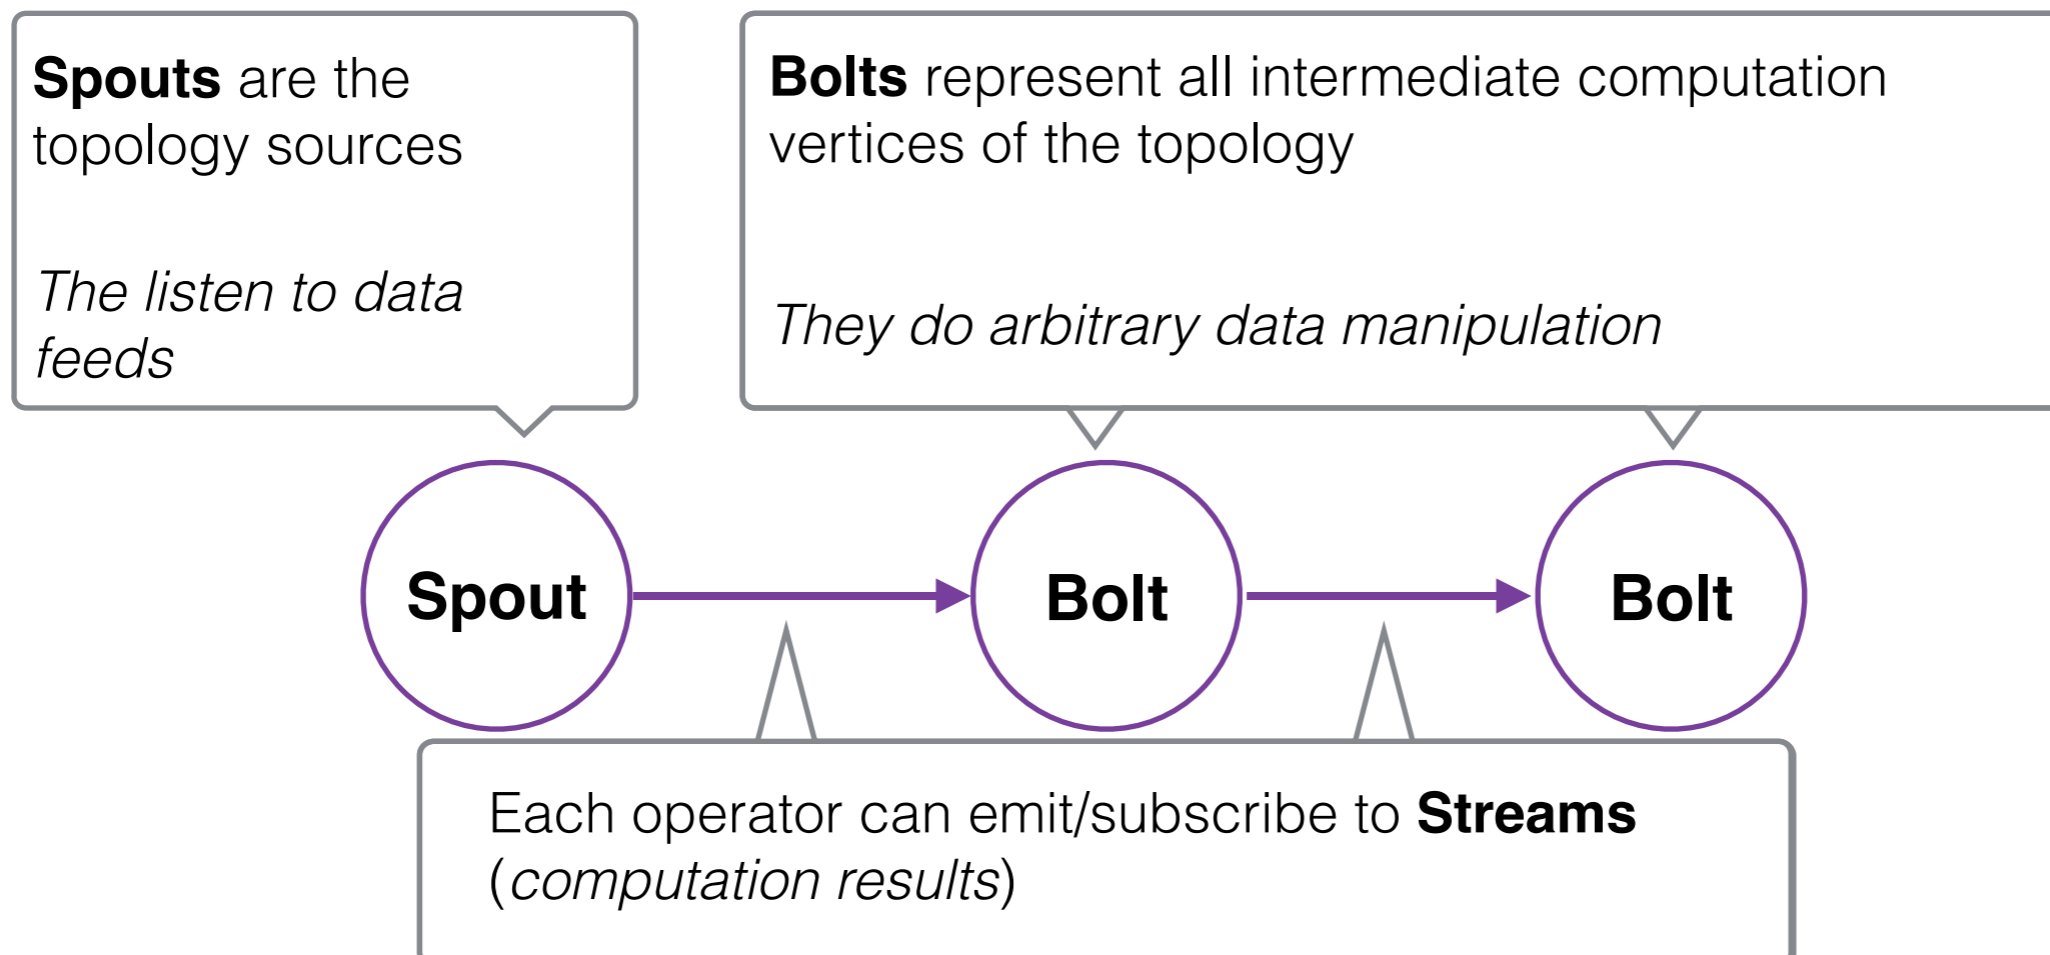 Spouts are the
topology sources
The listen to data
feeds
Bolts represent all intermediate computation
vertices of the topology
They do arbitrary data manipulation
Spout
Bolt
Bolt
Each operator can emit/subscribe to Streams
(computation results)